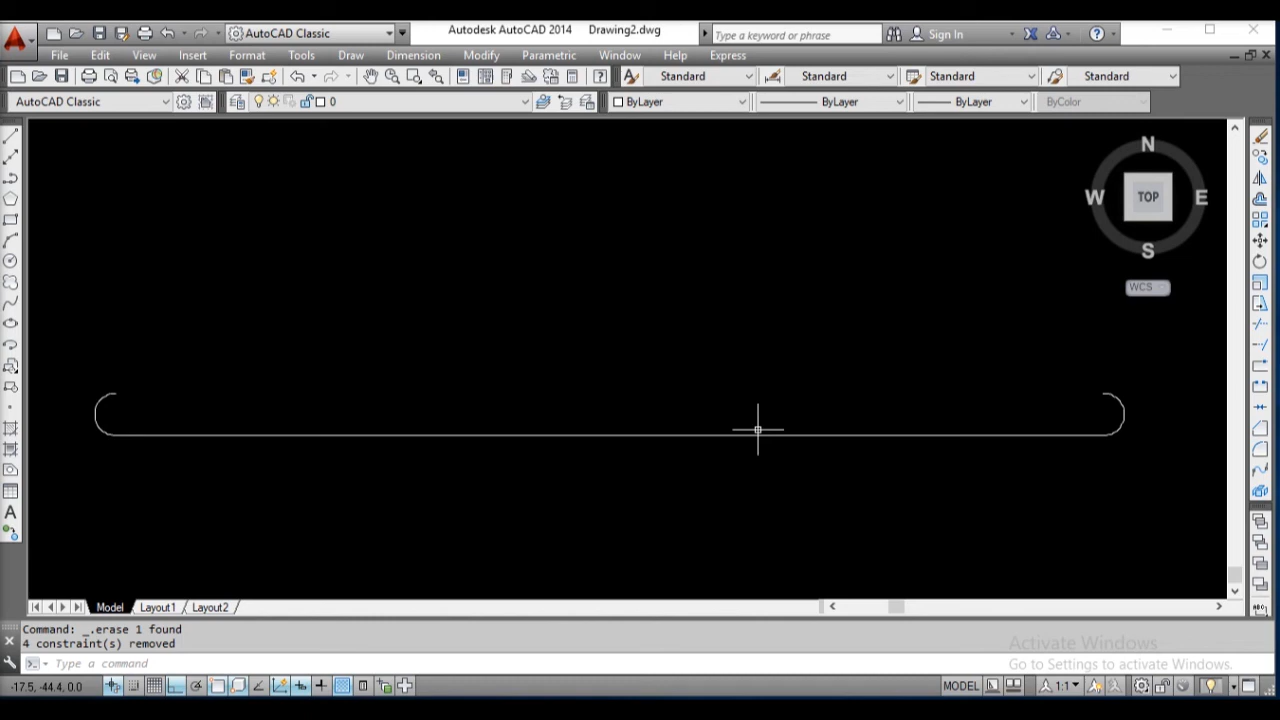 Autodesk AutoCAD 2014 Drawing2.dwg
AutoCAD Classic
Type a keyword or phrase
Sign In
File Edit View Insert Format Tools Draw Dimension Modify Parametric Window Help Express
Standard Standard Standard Standard
AutoCAD Classic 0 ByLayer ByLayer ByLayer ByColor
N
W TOP E
S
WCS
Model Layout1 Layout2
Command: _.erase 1 found
4 constraint(s) removed
Type a command
Activate Windows
Go to Settings to activate Windows.
-17.5, -44.4, 0.0 MODEL 1:1
A
ABC